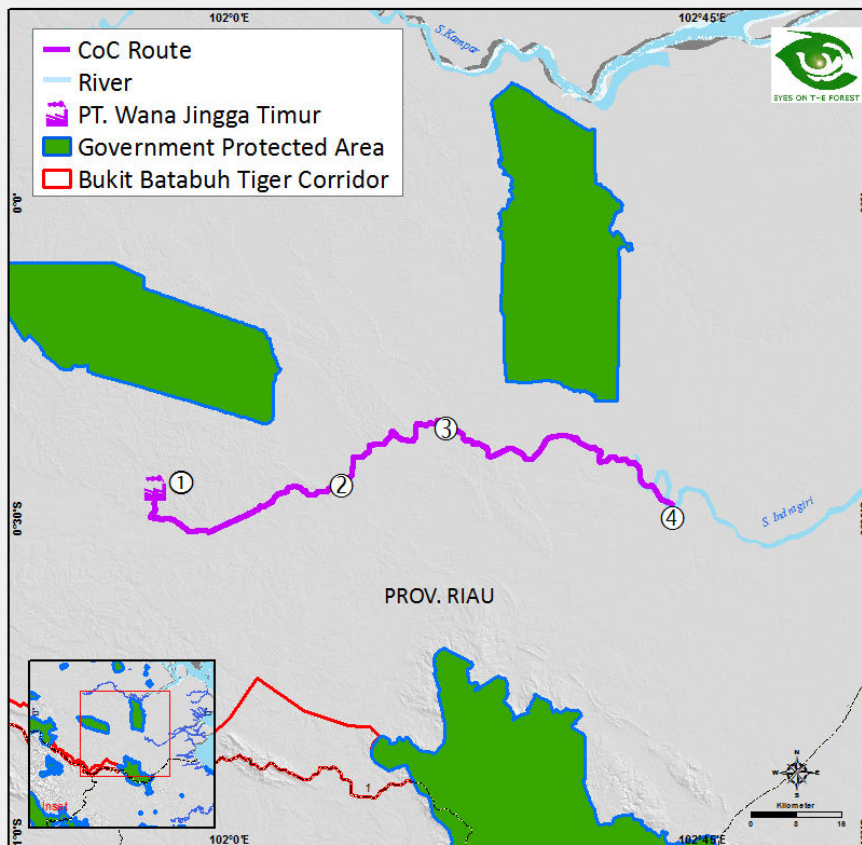 102°0'E
102°45'E
S. Kampar
CoC Route
River
PT. Wana Jingga Timur
Government Protected Area
Bukit Batabuh Tiger Corridor
EYES ON THE FOREST
0°0'
①
②
③
④
0°30'S
S. Indragiri
PROV. RIAU
1
Inset
N
W
E
S
Kilometer
0 8 16
1°0'S
102°0'E
102°45'E